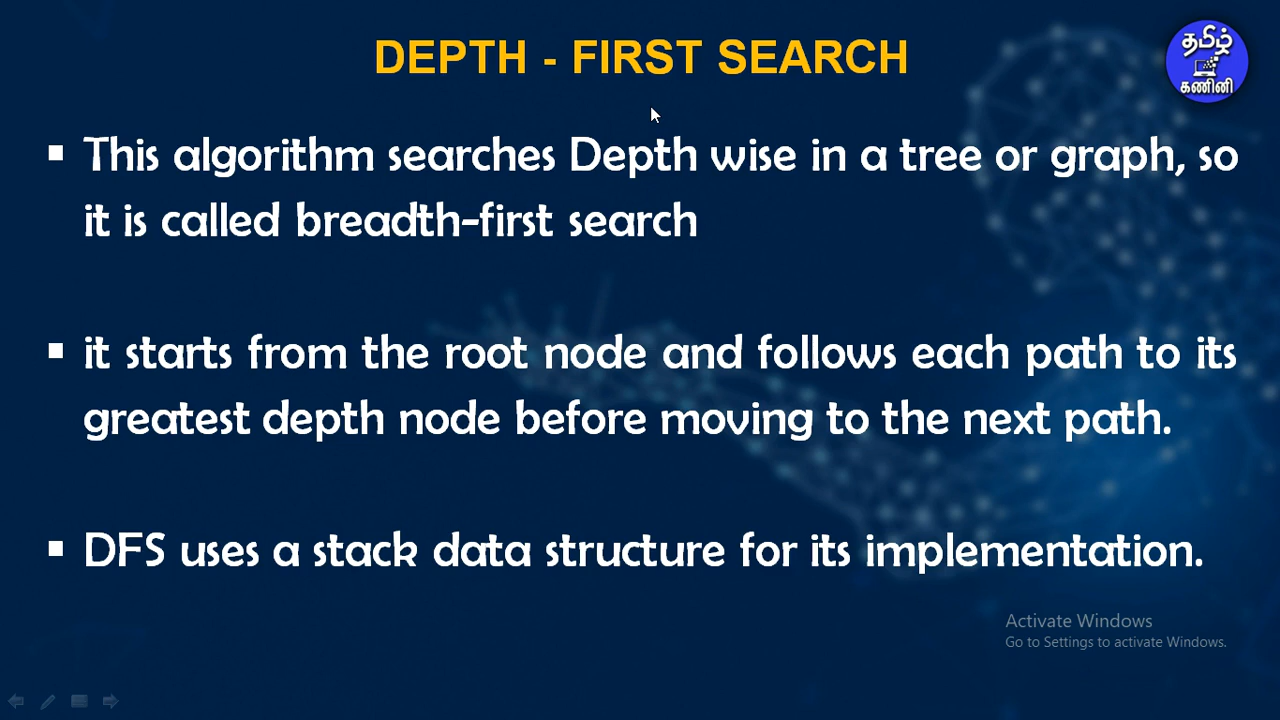 DEPTH - FIRST SEARCH
தமிழ்
கணினி
▪ This algorithm searches Depth wise in a tree or graph, so
it is called breadth-first search
▪ it starts from the root node and follows each path to its
greatest depth node before moving to the next path.
▪ DFS uses a stack data structure for its implementation.
Activate Windows
Go to Settings to activate Windows.